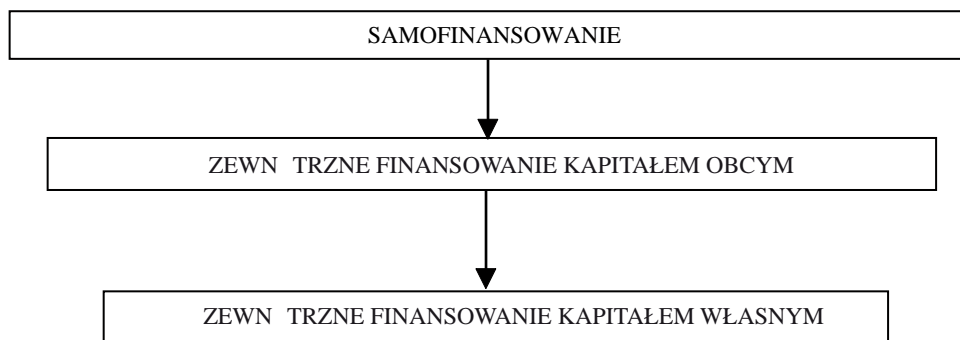 SAMOFINANSOWANIE
ZEWN TRZNE FINANSOWANIE KAPITAŁEM OBCYM
ZEWN TRZNE FINANSOWANIE KAPITAŁEM WŁASNYM